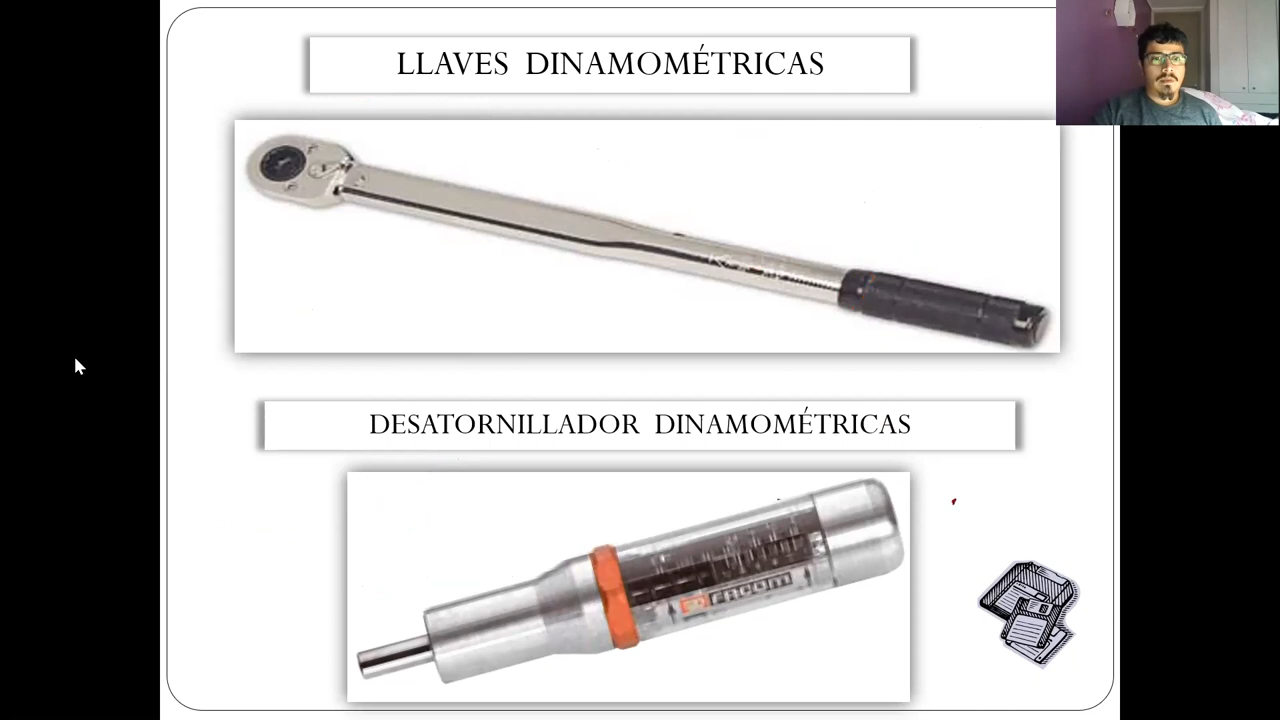 LLAVES DINAMOMÉTRICAS
DESATORNILLADOR DINAMOMÉTRICAS
FACOM